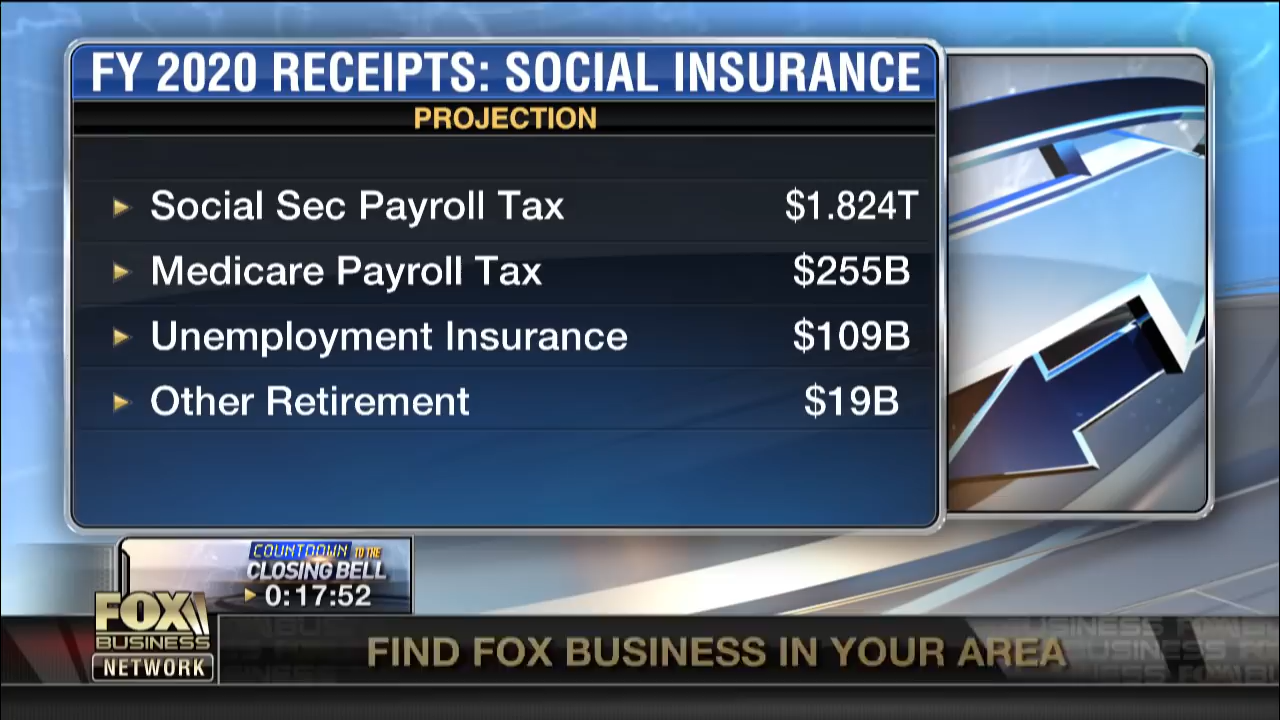 FY 2020 RECEIPTS: SOCIAL INSURANCE
PROJECTION
Social Sec Payroll Tax $1.824T
Medicare Payroll Tax $255B
Unemployment Insurance $109B
Other Retirement $19B
COUNTDOWN TO THE
CLOSING BELL
0:17:52
FOX
BUSINESS
NETWORK
FIND FOX BUSINESS IN YOUR AREA